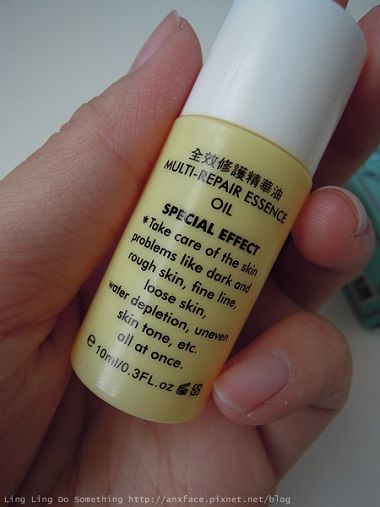 全效修護精華油
MULTI-REPAIR ESSENCE
OIL
SPECIAL EFFECT
*Take care of the skin
problems like dark and
rough skin, fine line,
loose skin,
water depletion, uneven
skin tone, etc.
all at once.
e 10ml/0.3FL.oz
Ling Ling Do Something http://anxface.pixnet.net/blog